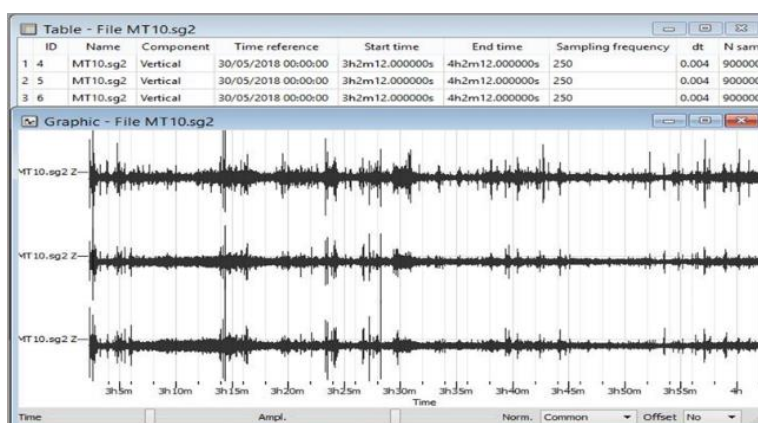 Table - File MT10.sg2
ID Name Component Time reference Start time End time Sampling frequency dt N sam
1 4 MT10.sg2 Vertical 30/05/2018 00:00:00 3h2m12.000000s 4h2m12.000000s 250 0.004 900000
2 5 MT10.sg2 Vertical 30/05/2018 00:00:00 3h2m12.000000s 4h2m12.000000s 250 0.004 900000
3 6 MT10.sg2 Vertical 30/05/2018 00:00:00 3h2m12.000000s 4h2m12.000000s 250 0.004 900000
Graphic - File MT10.sg2
MT10.sg2 Z
MT10.sg2 Z
MT10.sg2 Z
3h5m 3h10m 3h15m 3h20m 3h25m 3h30m 3h35m 3h40m 3h45m 3h50m 3h55m 4h
Time
Time Ampl. Norm. Common Offset No